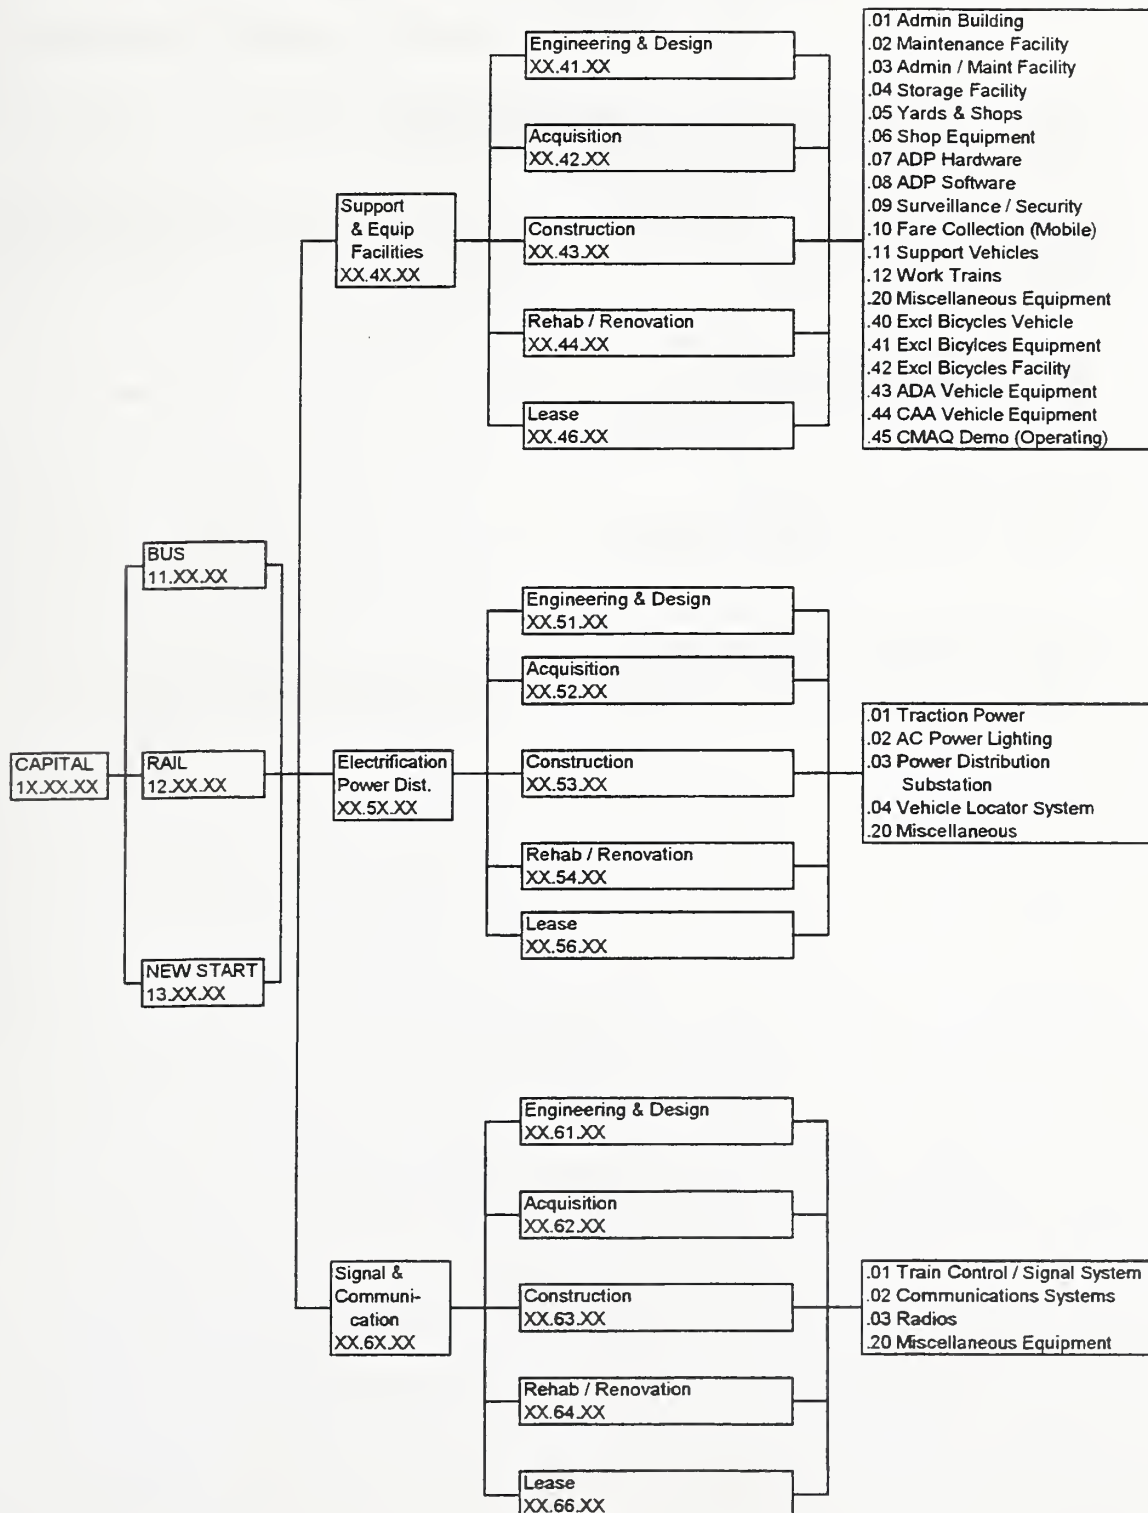 CAPITAL
1X.XX.XX
BUS
11.XX.XX
RAIL
12.XX.XX
NEW START
13.XX.XX
Support
& Equip
Facilities
XX.4X.XX
Engineering & Design
XX.41.XX
Acquisition
XX.42.XX
Construction
XX.43.XX
Rehab / Renovation
XX.44.XX
Lease
XX.46.XX
.01 Admin Building
.02 Maintenance Facility
.03 Admin / Maint Facility
.04 Storage Facility
.05 Yards & Shops
.06 Shop Equipment
.07 ADP Hardware
.08 ADP Software
.09 Surveillance / Security
.10 Fare Collection (Mobile)
.11 Support Vehicles
.12 Work Trains
.20 Miscellaneous Equipment
.40 Excl Bicycles Vehicle
.41 Excl Bicylces Equipment
.42 Excl Bicycles Facility
.43 ADA Vehicle Equipment
.44 CAA Vehicle Equipment
.45 CMAQ Demo (Operating)
Electrification
Power Dist.
XX.5X.XX
Engineering & Design
XX.51.XX
Acquisition
XX.52.XX
Construction
XX.53.XX
Rehab / Renovation
XX.54.XX
Lease
XX.56.XX
.01 Traction Power
.02 AC Power Lighting
.03 Power Distribution
Substation
.04 Vehicle Locator System
.20 Miscellaneous
Signal &
Communi-
cation
XX.6X.XX
Engineering & Design
XX.61.XX
Acquisition
XX.62.XX
Construction
XX.63.XX
Rehab / Renovation
XX.64.XX
Lease
XX.66.XX
.01 Train Control / Signal System
.02 Communications Systems
.03 Radios
.20 Miscellaneous Equipment